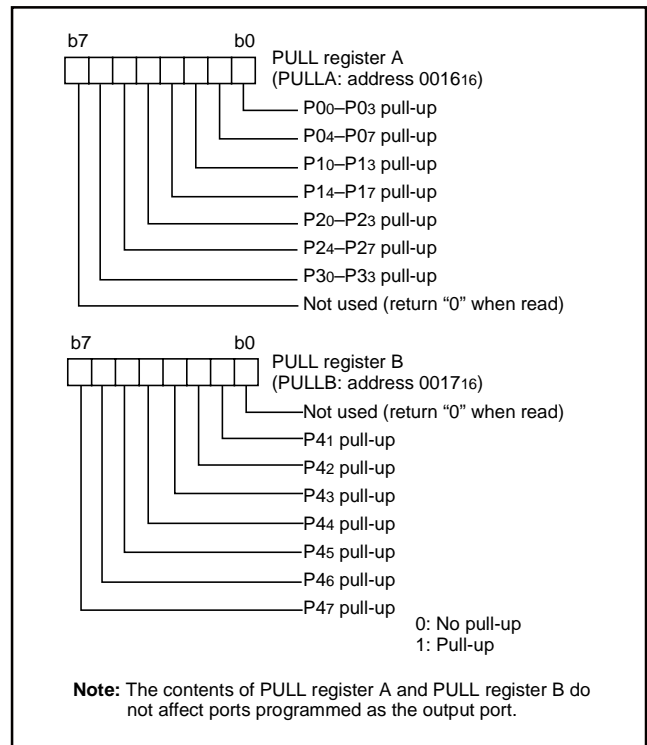 b7 b0
PULL register A
(PULLA: address 001616)
P00–P03 pull-up
P04–P07 pull-up
P10–P13 pull-up
P14–P17 pull-up
P20–P23 pull-up
P24–P27 pull-up
P30–P33 pull-up
Not used (return “0” when read)
b7 b0
PULL register B
(PULLB: address 001716)
Not used (return “0” when read)
P41 pull-up
P42 pull-up
P43 pull-up
P44 pull-up
P45 pull-up
P46 pull-up
P47 pull-up
0: No pull-up
1: Pull-up
Note: The contents of PULL register A and PULL register B do
not affect ports programmed as the output port.